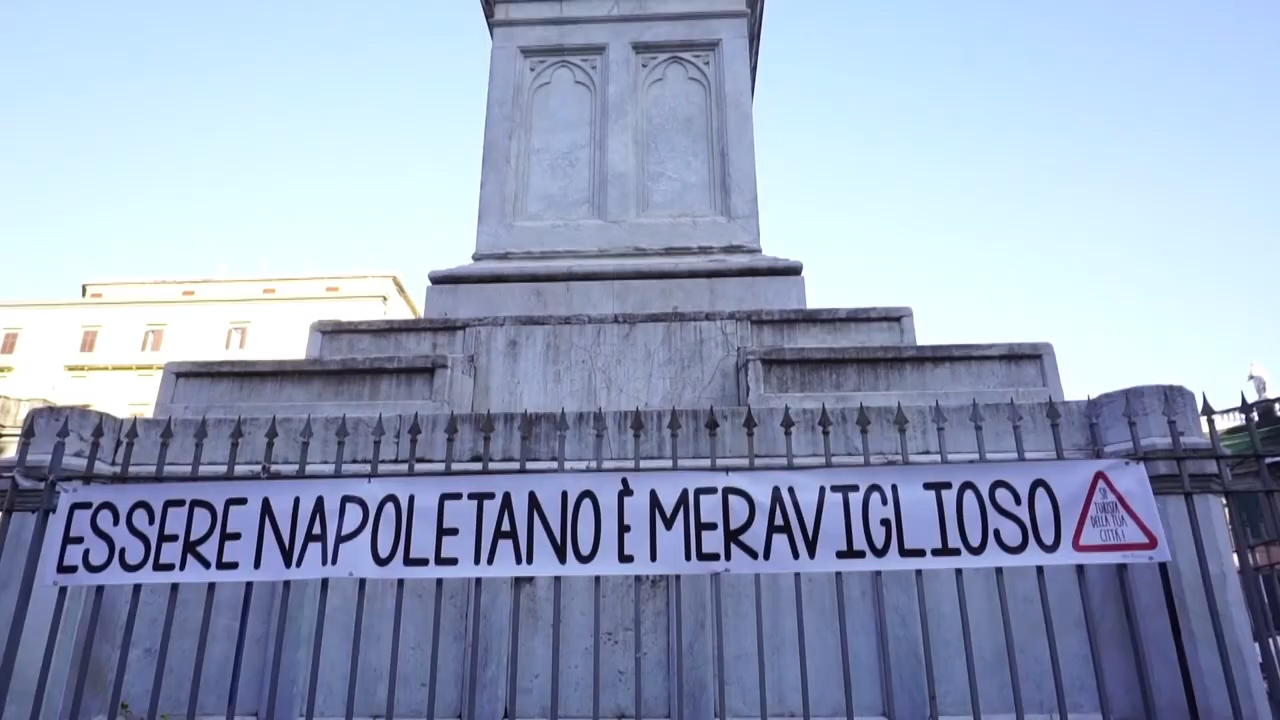 ESSERE NAPOLETANO È MERAVIGLIOSO
SII
TURISTA
DELLA TUA
CITTÀ!